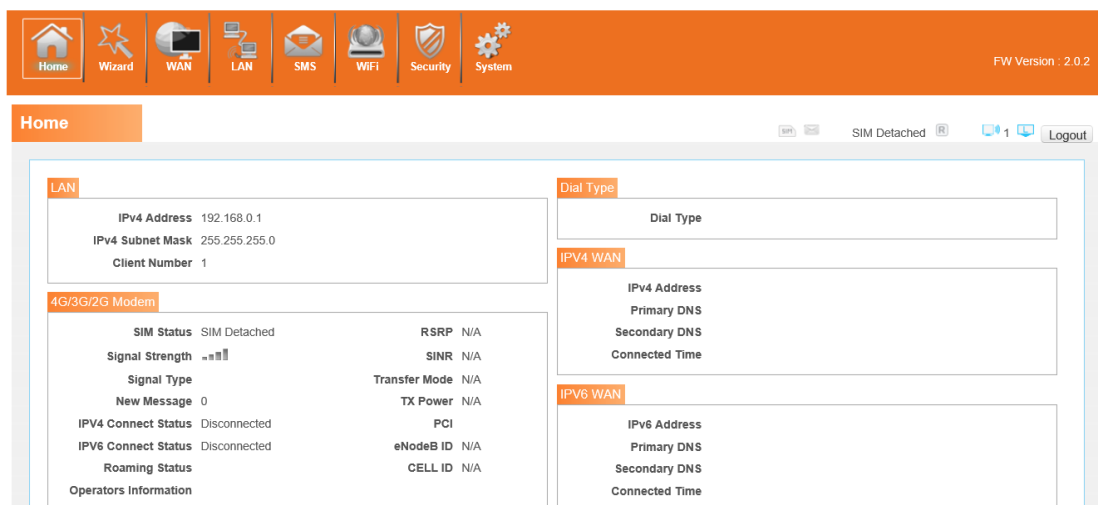 Home Wizard WAN LAN SMS WiFi Security System
FW Version : 2.0.2
Home
SIM SIM Detached R 1 L Logout
LAN
IPv4 Address 192.168.0.1
IPv4 Subnet Mask 255.255.255.0
Client Number 1
4G/3G/2G Modem
SIM Status SIM Detached RSRP N/A
Signal Strength SINR N/A
Signal Type Transfer Mode N/A
New Message 0 TX Power N/A
IPV4 Connect Status Disconnected PCI
IPV6 Connect Status Disconnected eNodeB ID N/A
Roaming Status CELL ID N/A
Operators Information
Dial Type
Dial Type
IPV4 WAN
IPv4 Address
Primary DNS
Secondary DNS
Connected Time
IPV6 WAN
IPv6 Address
Primary DNS
Secondary DNS
Connected Time